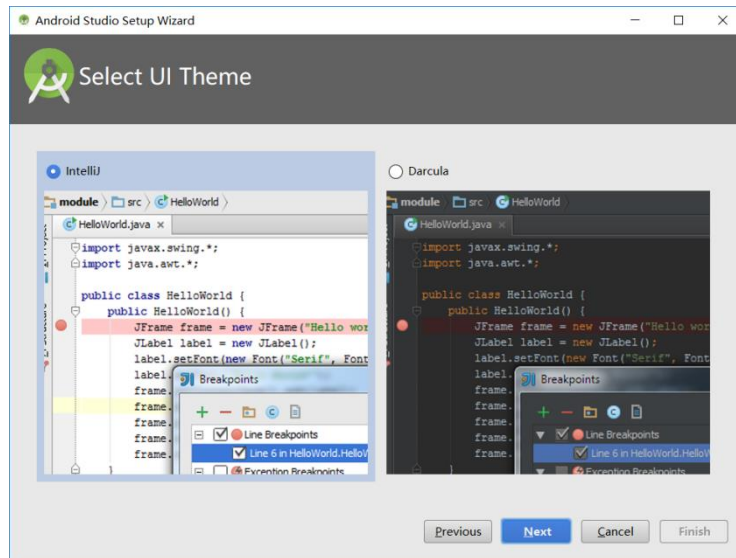 Android Studio Setup Wizard
Select UI Theme
IntelliJ
module src HelloWorld
HelloWorld.java
import javax.swing.*;
import java.awt.*;
public class HelloWorld {
public HelloWorld() {
JFrame frame = new JFrame("Hello wor
JLabel label = new JLabel();
label.setFont(new Font("Serif", Font
label.
frame.
frame.
frame.
frame.
frame.
}
Breakpoints
Line Breakpoints
Line 6 in HelloWorld.HelloW
Exception Breakpoints
Darcula
module src HelloWorld
HelloWorld.java
import javax.swing.*;
import java.awt.*;
public class HelloWorld {
public HelloWorld() {
JFrame frame = new JFrame("Hello wor
JLabel label = new JLabel();
label.setFont(new Font("Serif", Font
label.
frame.
frame.
frame.
frame.
frame.
}
Breakpoints
Line Breakpoints
Line 6 in HelloWorld.HelloW
Exception Breakpoints
Previous
Next
Cancel
Finish